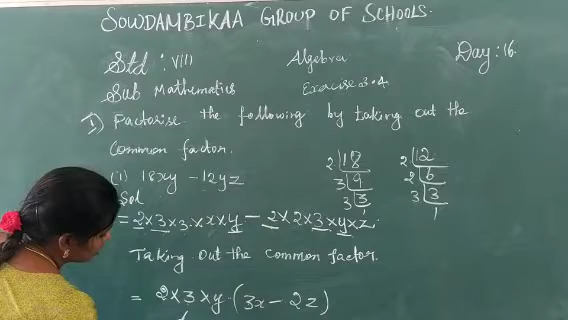 SOWDAMBIKAA GROUP OF SCHOOLS.
Std : VIII Algebra Day : 16.
Sub Mathematics Exercise 3.4
I) Factorise the following by taking out the
Common factor.
(i) 18xy - 12yz
2 18 2 12
3 9 2 6
3 3 3 3
1 1
Sol
= 2×3×3×x×y - 2×2×3×y×z
Taking out the common factor.
= 2×3×y (3x - 2z)